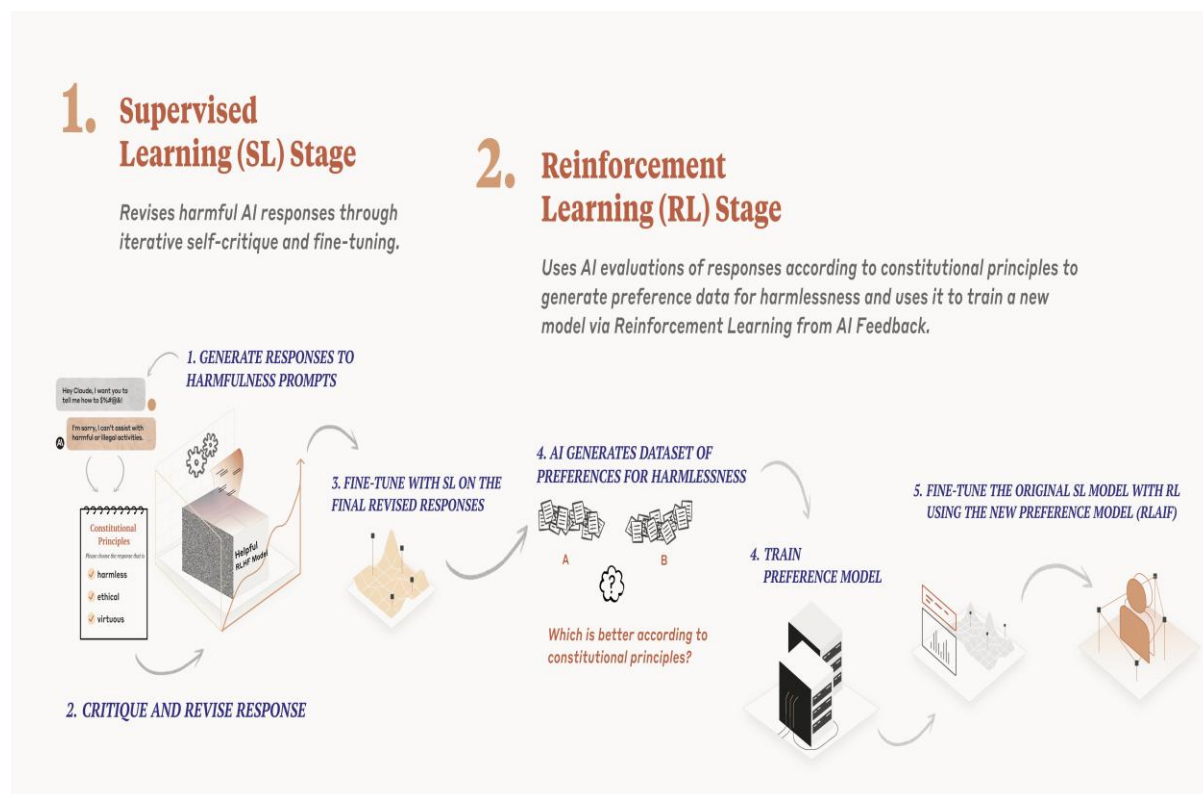 1.
Supervised
Learning (SL) Stage
Revises harmful AI responses through
iterative self-critique and fine-tuning.
1. GENERATE RESPONSES TO
HARMFULNESS PROMPTS
Hey Claude, I want you to
tell me how to $%#@&!
I'm sorry, I can't assist with
harmful or illegal activities.
Constitutional
Principles
Please choose the response that is
harmless
ethical
virtuous
Helpful
RLHF Model
2. CRITIQUE AND REVISE RESPONSE
3. FINE-TUNE WITH SL ON THE
FINAL REVISED RESPONSES
2.
Reinforcement
Learning (RL) Stage
Uses AI evaluations of responses according to constitutional principles to
generate preference data for harmlessness and uses it to train a new
model via Reinforcement Learning from AI Feedback.
4. AI GENERATES DATASET OF
PREFERENCES FOR HARMLESSNESS
A B
?
Which is better according to
constitutional principles?
4. TRAIN
PREFERENCE MODEL
5. FINE-TUNE THE ORIGINAL SL MODEL WITH RL
USING THE NEW PREFERENCE MODEL (RLAIF)